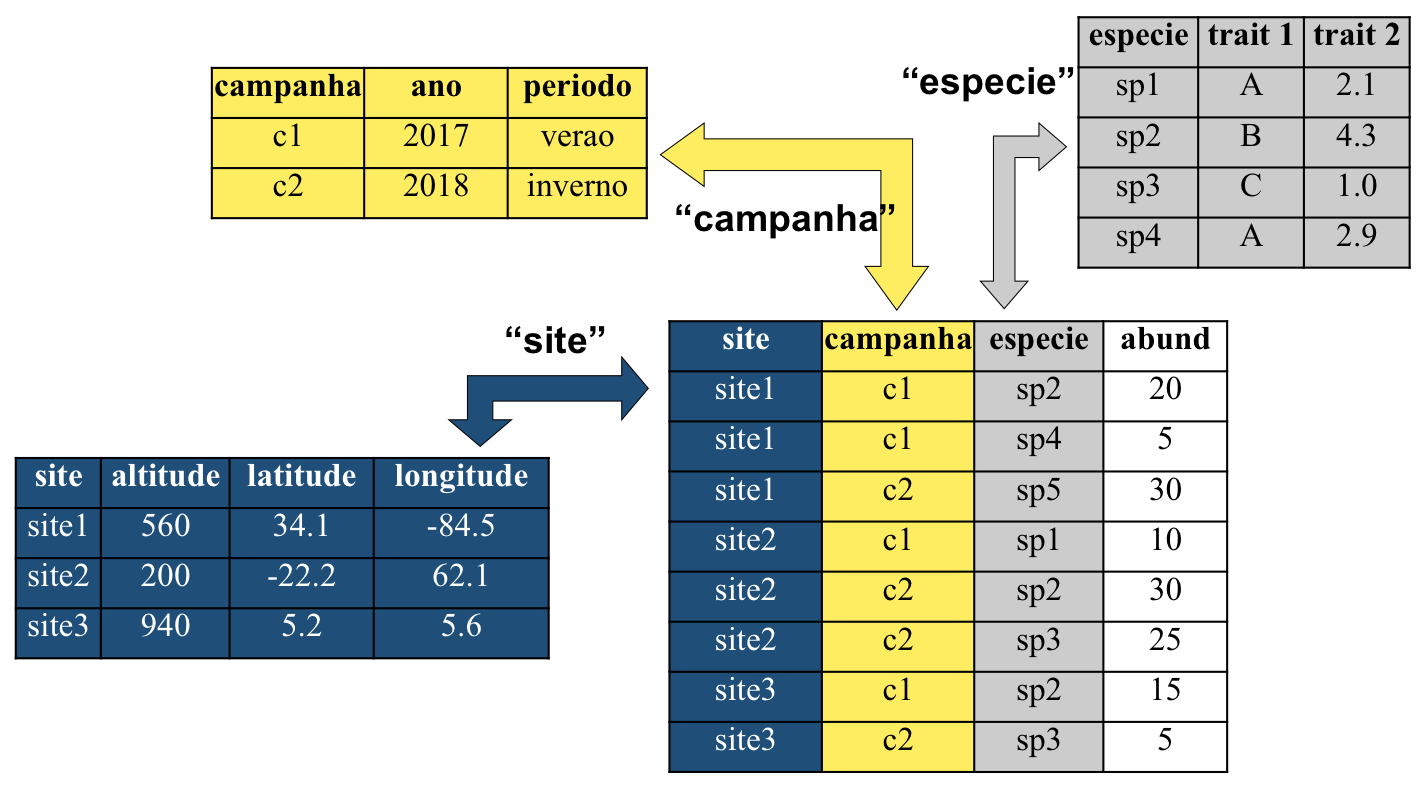 campanha ano periodo
c1 2017 verao
c2 2018 inverno
“especie”
especie trait 1 trait 2
sp1 A 2.1
sp2 B 4.3
sp3 C 1.0
sp4 A 2.9
“campanha”
“site”
site altitude latitude longitude
site1 560 34.1 -84.5
site2 200 -22.2 62.1
site3 940 5.2 5.6
site campanha especie abund
site1 c1 sp2 20
site1 c1 sp4 5
site1 c2 sp5 30
site2 c1 sp1 10
site2 c2 sp2 30
site2 c2 sp3 25
site3 c1 sp2 15
site3 c2 sp3 5